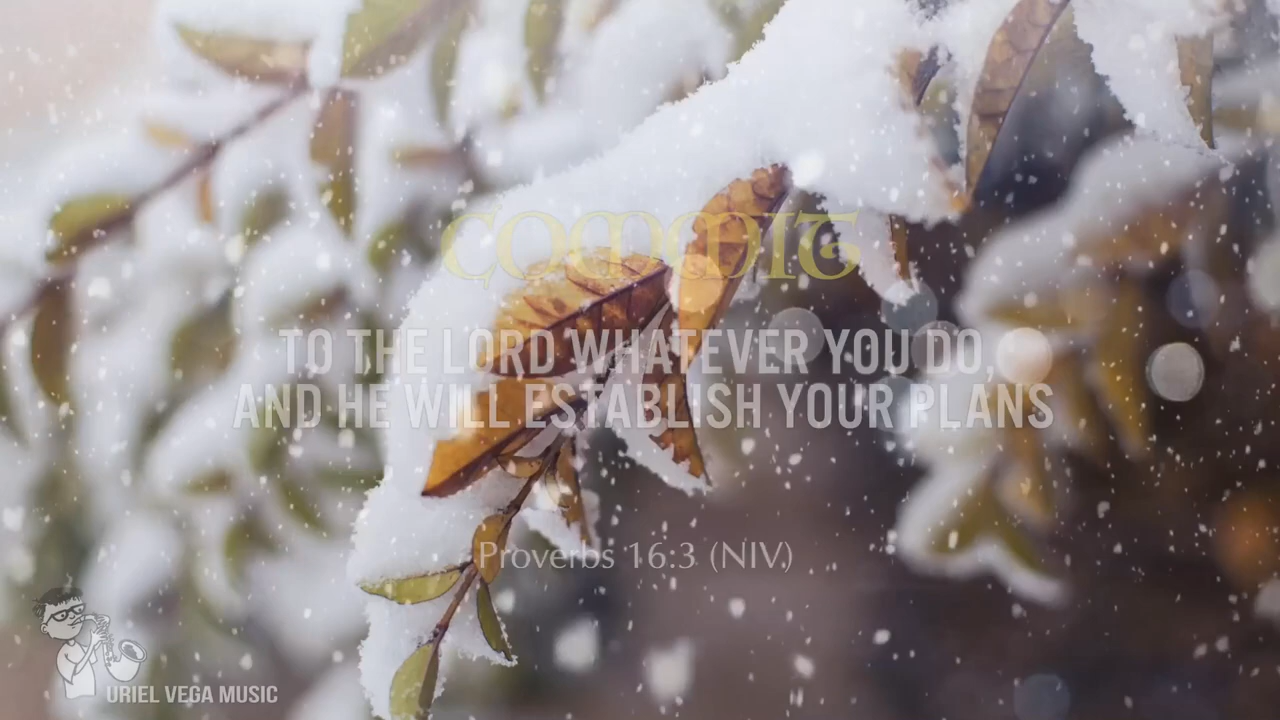 COMMIT
TO THE LORD WHATEVER YOU DO,
AND HE WILL ESTABLISH YOUR PLANS
Proverbs 16:3 (NIV)
URIEL VEGA MUSIC